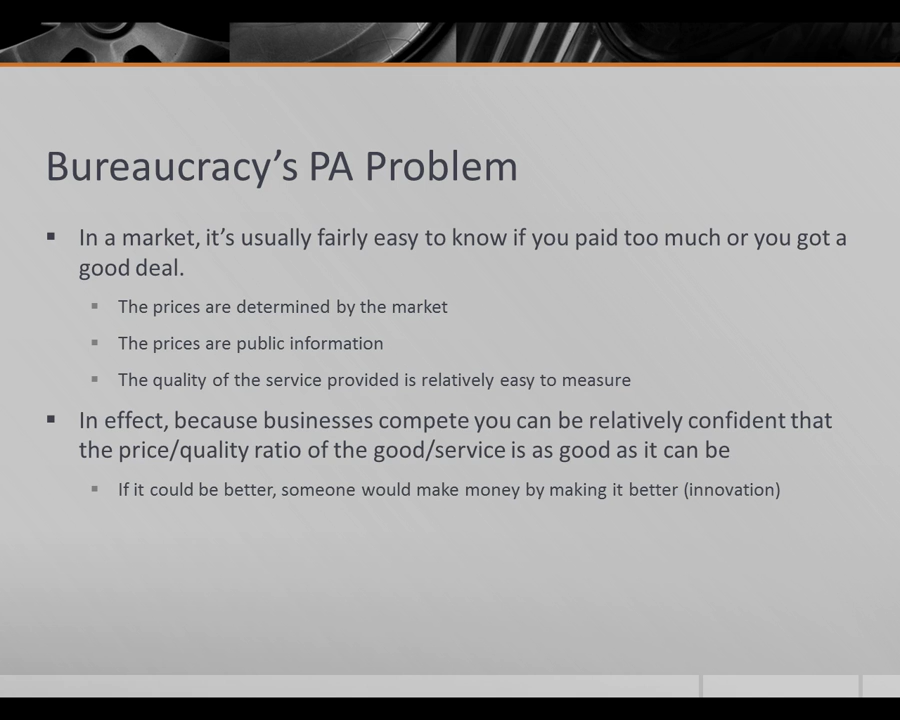 Bureaucracy’s PA Problem
In a market, it’s usually fairly easy to know if you paid too much or you got a
good deal.
The prices are determined by the market
The prices are public information
The quality of the service provided is relatively easy to measure
In effect, because businesses compete you can be relatively confident that
the price/quality ratio of the good/service is as good as it can be
If it could be better, someone would make money by making it better (innovation)